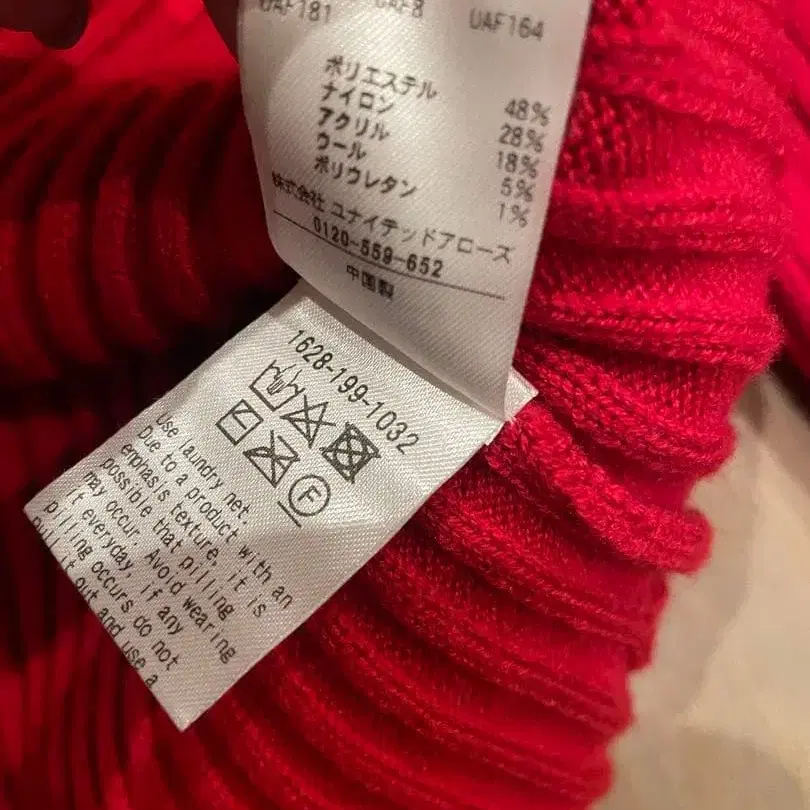 UAF181 UAF8 UAF164
ポリエステル 48%
ナイロン 28%
アクリル 18%
ウール 5%
ポリウレタン 1%
株式会社 ユナイテッドアローズ
0120-559-652
中国製
1628-199-1032
F
Use laundry net.
Due to a product with an
emphasis texture, it is
possible that pilling
may occur. Avoid wearing
it everyday, if any
pilling occurs do not
it out and use a